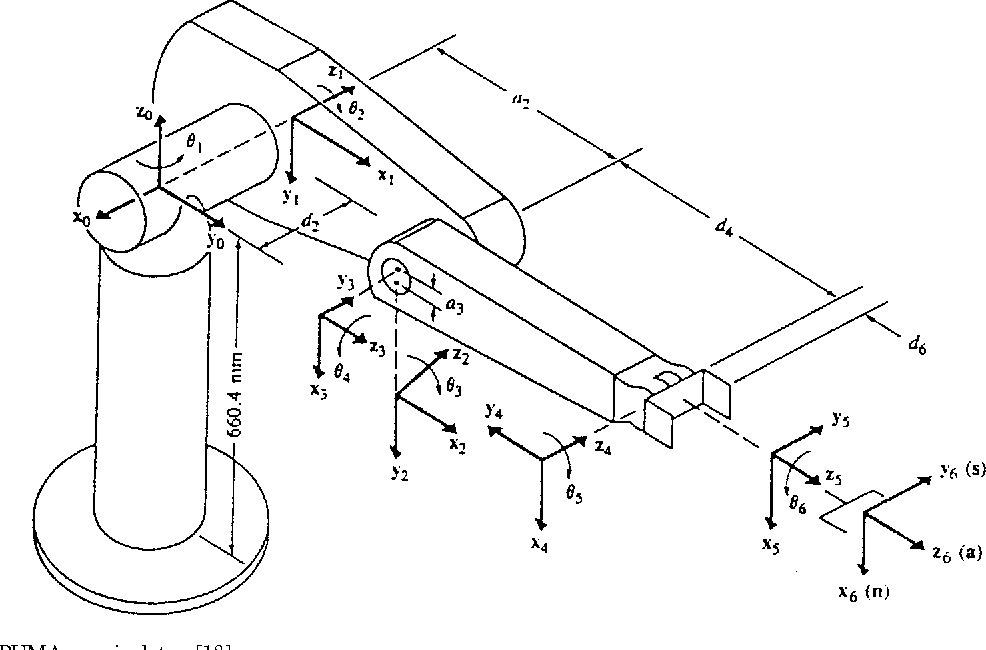 z₁
a₂
θ₂
z₀
θ₁
x₁
y₁
x₀
d₂
d₄
y₀
y₃
a₃
z₃
z₂
d₆
θ₄
θ₃
x₃
660.4 mm
y₄
x₂
z₄
y₅
y₂
θ₅
z₅
y₆ (s)
θ₆
x₄
x₅
z₆ (a)
x₆ (n)
[18]